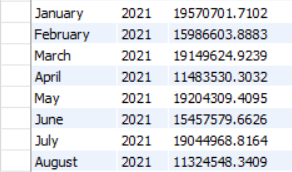 January 2021 19570701.7102
February 2021 15986603.8883
March 2021 19149624.9239
April 2021 11483530.3032
May 2021 19204309.4095
June 2021 15457579.6626
July 2021 19044968.8164
August 2021 11324548.3409